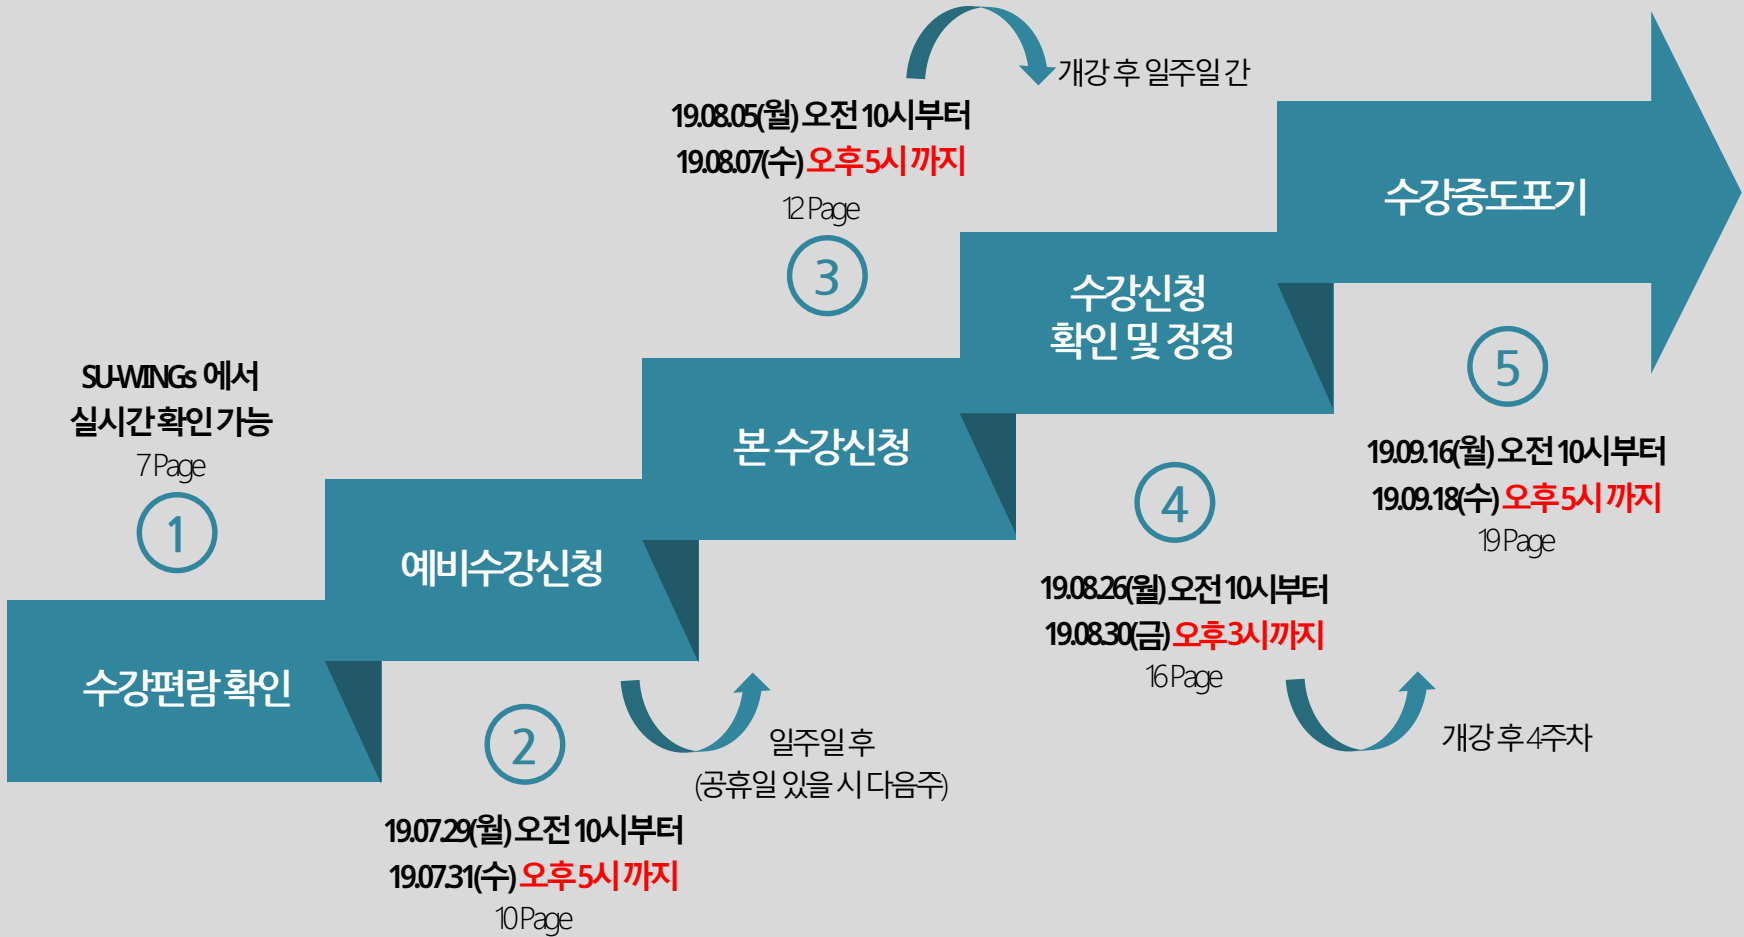 SU-WINGs 에서
실시간 확인 가능
7 Page
1
수강편람 확인
예비수강신청
2
19.07.29(월) 오전 10시부터
19.07.31(수) 오후 5시 까지
10 Page
일주일 후
(공휴일 있을 시 다음주)
19.08.05(월) 오전 10시부터
19.08.07(수) 오후 5시 까지
12 Page
3
본 수강신청
개강 후 일주일 간
수강신청
확인 및 정정
4
19.08.26(월) 오전 10시부터
19.08.30(금) 오후 3시까지
16 Page
개강 후 4주차
수강중도포기
5
19.09.16(월) 오전 10시부터
19.09.18(수) 오후 5시 까지
19 Page